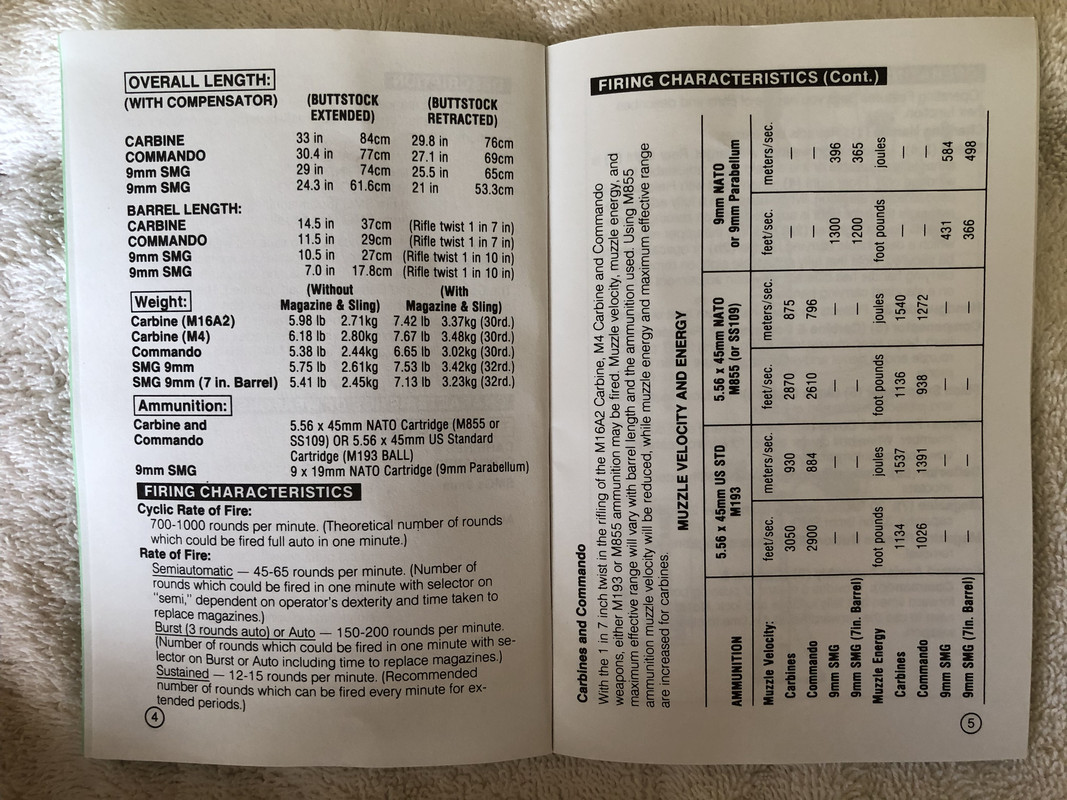 OVERALL LENGTH:
(WITH COMPENSATOR) (BUTTSTOCK EXTENDED) (BUTTSTOCK RETRACTED)
CARBINE 33 in 84cm 29.8 in 76cm
COMMANDO 30.4 in 77cm 27.1 in 69cm
9mm SMG 29 in 74cm 25.5 in 65cm
9mm SMG 24.3 in 61.6cm 21 in 53.3cm
BARREL LENGTH:
CARBINE 14.5 in 37cm (Rifle twist 1 in 7 in)
COMMANDO 11.5 in 29cm (Rifle twist 1 in 7 in)
9mm SMG 10.5 in 27cm (Rifle twist 1 in 10 in)
9mm SMG 7.0 in 17.8cm (Rifle twist 1 in 10 in)
Weight: (Without Magazine & Sling) (With Magazine & Sling)
Carbine (M16A2) 5.98 lb 2.71kg 7.42 lb 3.37kg (30rd.)
Carbine (M4) 6.18 lb 2.80kg 7.67 lb 3.48kg (30rd.)
Commando 5.38 lb 2.44kg 6.65 lb 3.02kg (30rd.)
SMG 9mm 5.75 lb 2.61kg 7.53 lb 3.42kg (32rd.)
SMG 9mm (7 in. Barrel) 5.41 lb 2.45kg 7.13 lb 3.23kg (32rd.)
Ammunition:
Carbine and 5.56 x 45mm NATO Cartridge (M855 or
Commando SS109) OR 5.56 x 45mm US Standard
Cartridge (M193 BALL)
9mm SMG 9 x 19mm NATO Cartridge (9mm Parabellum)
FIRING CHARACTERISTICS
Cyclic Rate of Fire:
700-1000 rounds per minute. (Theoretical number of rounds
which could be fired full auto in one minute.)
Rate of Fire:
Semiautomatic — 45-65 rounds per minute. (Number of
rounds which could be fired in one minute with selector on
"semi," dependent on operator's dexterity and time taken to
replace magazines.)
Burst (3 rounds auto) or Auto — 150-200 rounds per minute.
(Number of rounds which could be fired in one minute with se-
lector on Burst or Auto including time to replace magazines.)
Sustained — 12-15 rounds per minute. (Recommended
number of rounds which can be fired every minute for ex-
tended periods.)
4
FIRING CHARACTERISTICS (Cont.)
Carbines and Commando
With the 1 in 7 inch twist in the rifling of the M16A2 Carbine, M4 Carbine and Commando
weapons, either M193 or M855 ammunition may be fired. Muzzle velocity, muzzle energy, and
maximum effective range will vary with barrel length and the ammunition used. Using M855
ammunition muzzle velocity will be reduced, while muzzle energy and maximum effective range
are increased for carbines.
MUZZLE VELOCITY AND ENERGY
AMMUNITION 5.56 x 45mm US STD M193 5.56 x 45mm NATO M855 (or SS109) 9mm NATO or 9mm Parabellum
Muzzle Velocity: feet/sec. meters/sec. feet/sec. meters/sec. feet/sec. meters/sec.
Carbines 3050 930 2870 875 — —
Commando 2900 884 2610 796 — —
9mm SMG — — — — 1300 396
9mm SMG (7in. Barrel) — — — — 1200 365
Muzzle Energy foot pounds joules foot pounds joules foot pounds joules
Carbines 1134 1537 1136 1540 — —
Commando 1026 1391 938 1272 — —
9mm SMG — — — — 431 584
9mm SMG (7in. Barrel) — — — — 366 498
5